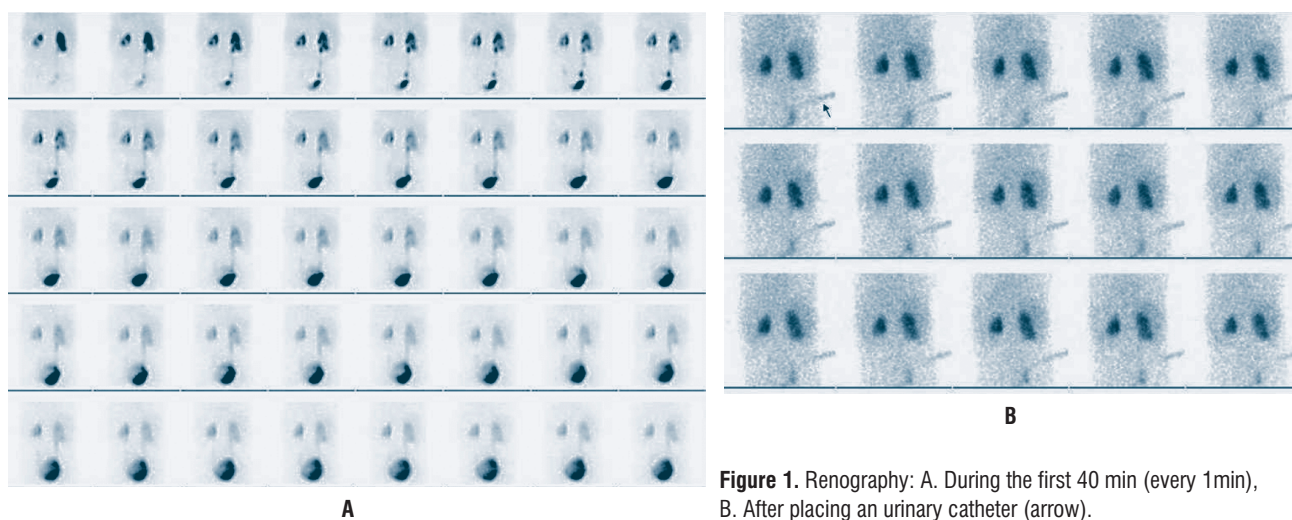 A
B
Figure 1. Renography: A. During the first 40 min (every 1min),
B. After placing an urinary catheter (arrow).